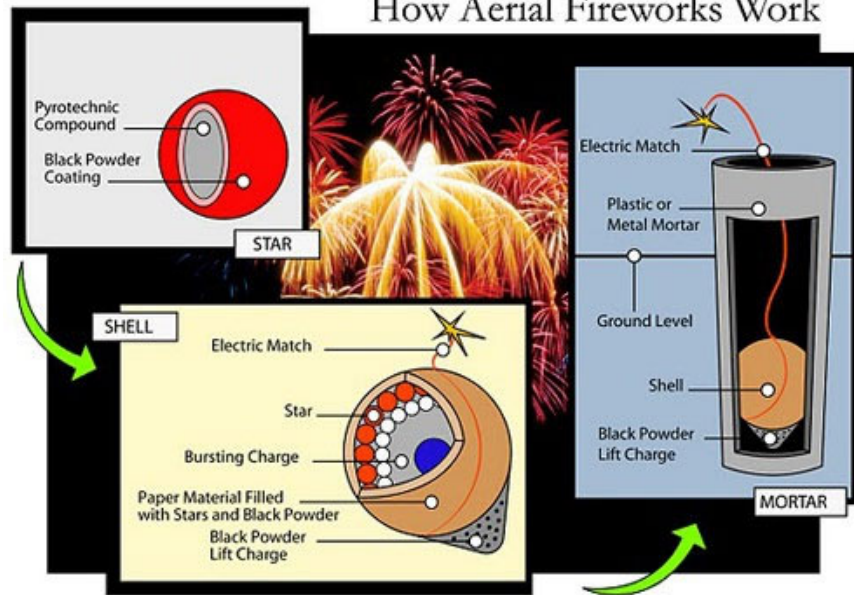 How Aerial Fireworks Work
Pyrotechnic
Compound
Black Powder
Coating
STAR
SHELL
Electric Match
Star
Bursting Charge
Paper Material Filled
with Stars and Black Powder
Black Powder
Lift Charge
Electric Match
Plastic or
Metal Mortar
Ground Level
Shell
Black Powder
Lift Charge
MORTAR